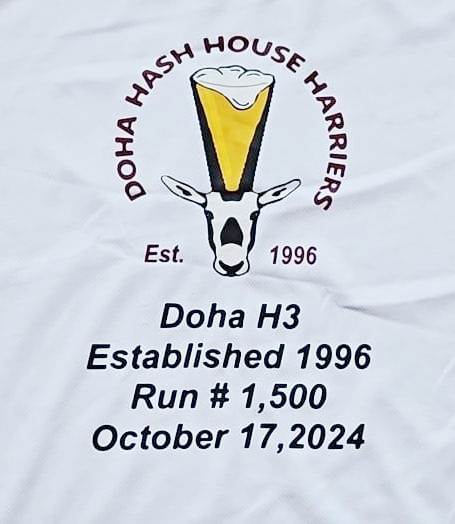 DOHA HASH HOUSE HARRIERS
Est. 1996
Doha H3
Established 1996
Run # 1,500
October 17,2024